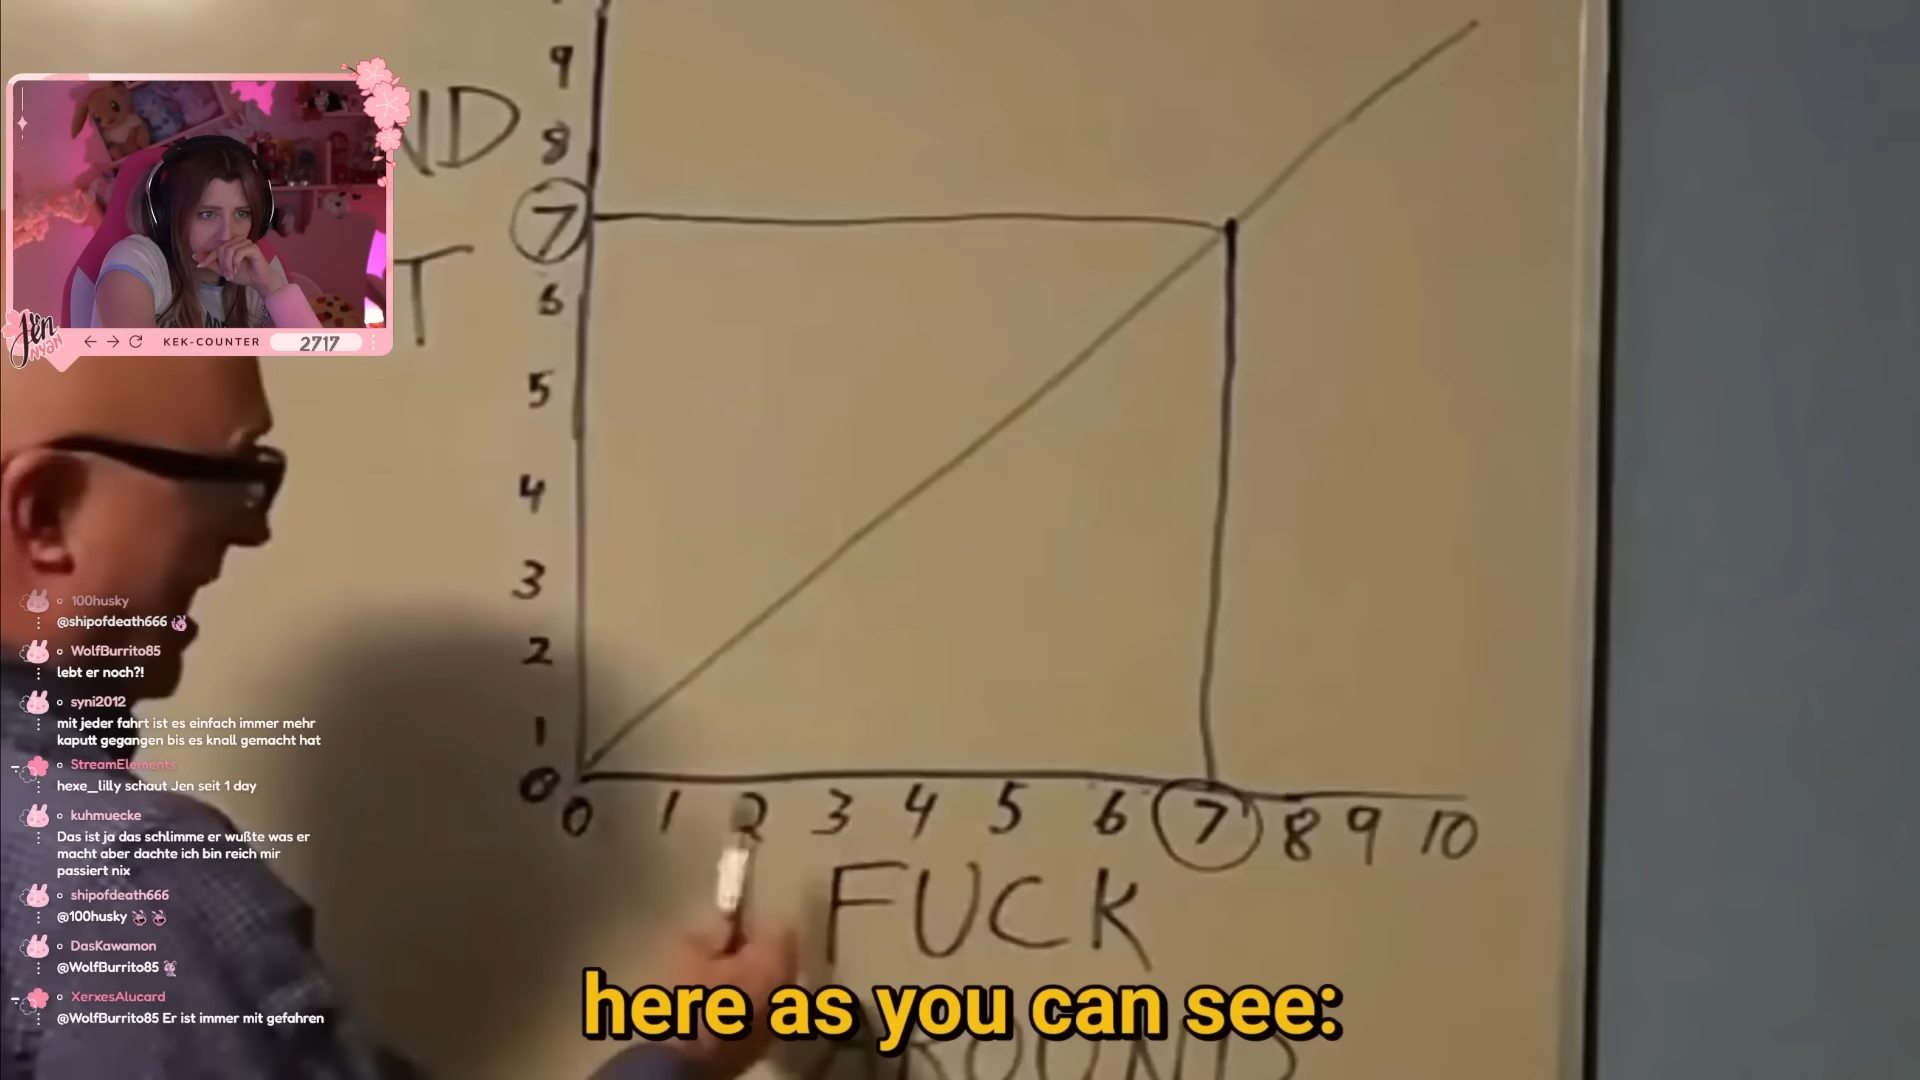 9
ND
8
7
T
6
5
4
3
2
1
0
0 1 2 3 4 5 6 7 8 9 10
FUCK
here as you can see:
Jen
NYAN
KEK-COUNTER 2717
100husky
@shipofdeath666
WolfBurrito85
lebt er noch?!
syni2012
mit jeder fahrt ist es einfach immer mehr
kaputt gegangen bis es knall gemacht hat
StreamElements
hexe_lilly schaut Jen seit 1 day
kuhmuecke
Das ist ja das schlimme er wußte was er
macht aber dachte ich bin reich mir
passiert nix
shipofdeath666
@100husky
DasKawamon
@WolfBurrito85
XerxesAlucard
@WolfBurrito85 Er ist immer mit gefahren